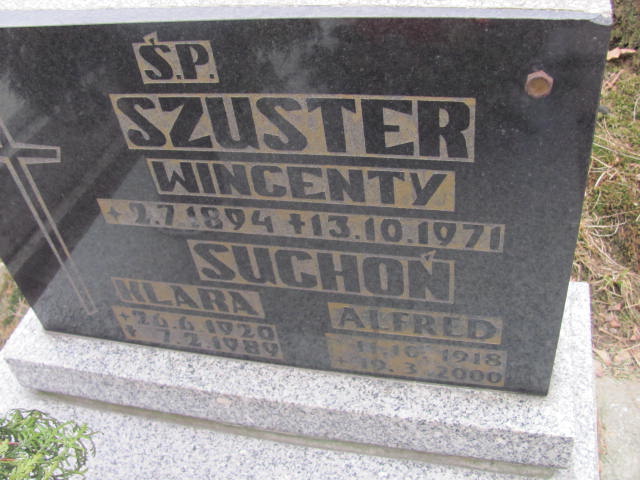 Ś.P.
SZUSTER
WINCENTY
+2.7.1894 +13.10.1971
SUCHOŃ
KLARA
+26.6.1920
+ 7.2.1989
ALFRED
11.10.1918
+19.3.2000